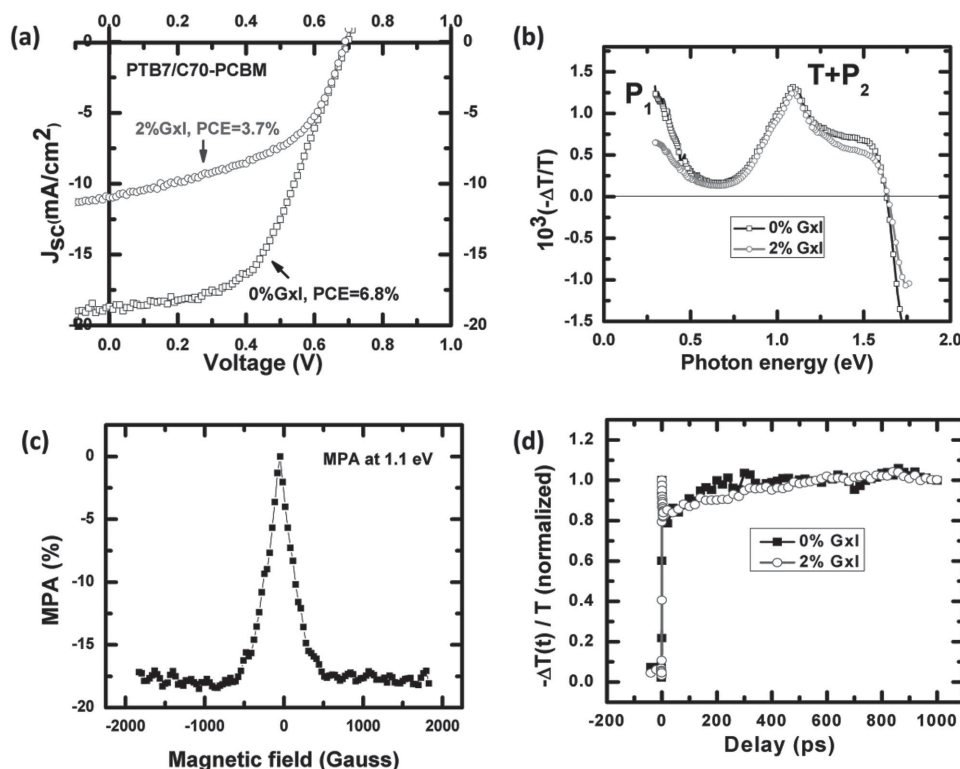 (a)
0.0 0.2 0.4 0.6 0.8 1.0
0 0
PTB7/C70-PCBM
-5 -5
2%GxI, PCE=3.7%
-10 -10
-15 -15
0%GxI, PCE=6.8%
-20 -20
0.0 0.2 0.4 0.6 0.8 1.0
Jsc(mA/cm2
Voltage (V)
(b)
1.5
1.0
0.5
0.0
-0.5
-1.0
-1.5
P1
T+P2
0% GxI
2% GxI
0.0 0.5 1.0 1.5 2.0
10³(-ΔT/T)
Photon energy (eV)
(c)
MPA at 1.1 eV
0
-5
-10
-15
-20
-2000 -1000 0 1000 2000
MPA (%)
Magnetic field (Gauss)
(d)
1.2
1.0
0.8
0.6
0.4
0.2
0.0
0% GxI
2% GxI
-200 0 200 400 600 800 1000
-ΔT(t) / T (normalized)
Delay (ps)